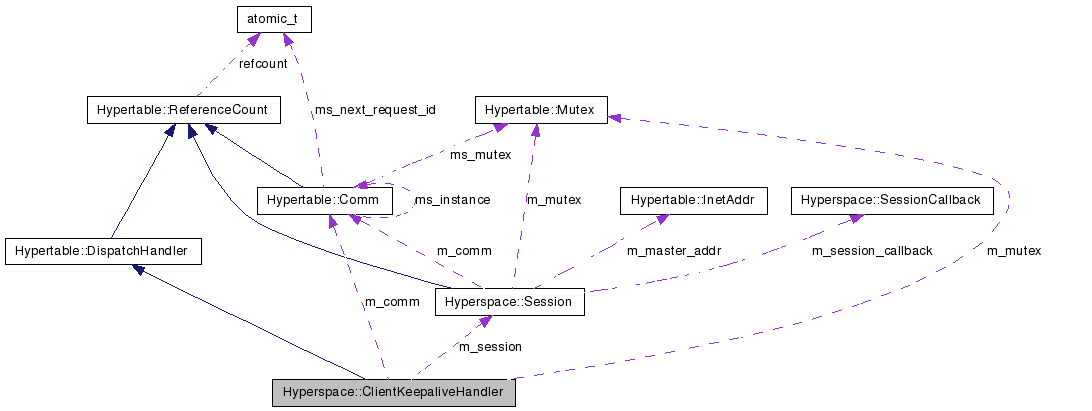 atomic_t
refcount
Hypertable::ReferenceCount
ms_next_request_id
Hypertable::Mutex
ms_mutex
Hypertable::Comm
ms_instance
m_mutex
Hypertable::InetAddr
Hyperspace::SessionCallback
Hypertable::DispatchHandler
m_comm
m_master_addr
m_session_callback
m_mutex
m_comm
Hyperspace::Session
m_session
Hyperspace::ClientKeepaliveHandler